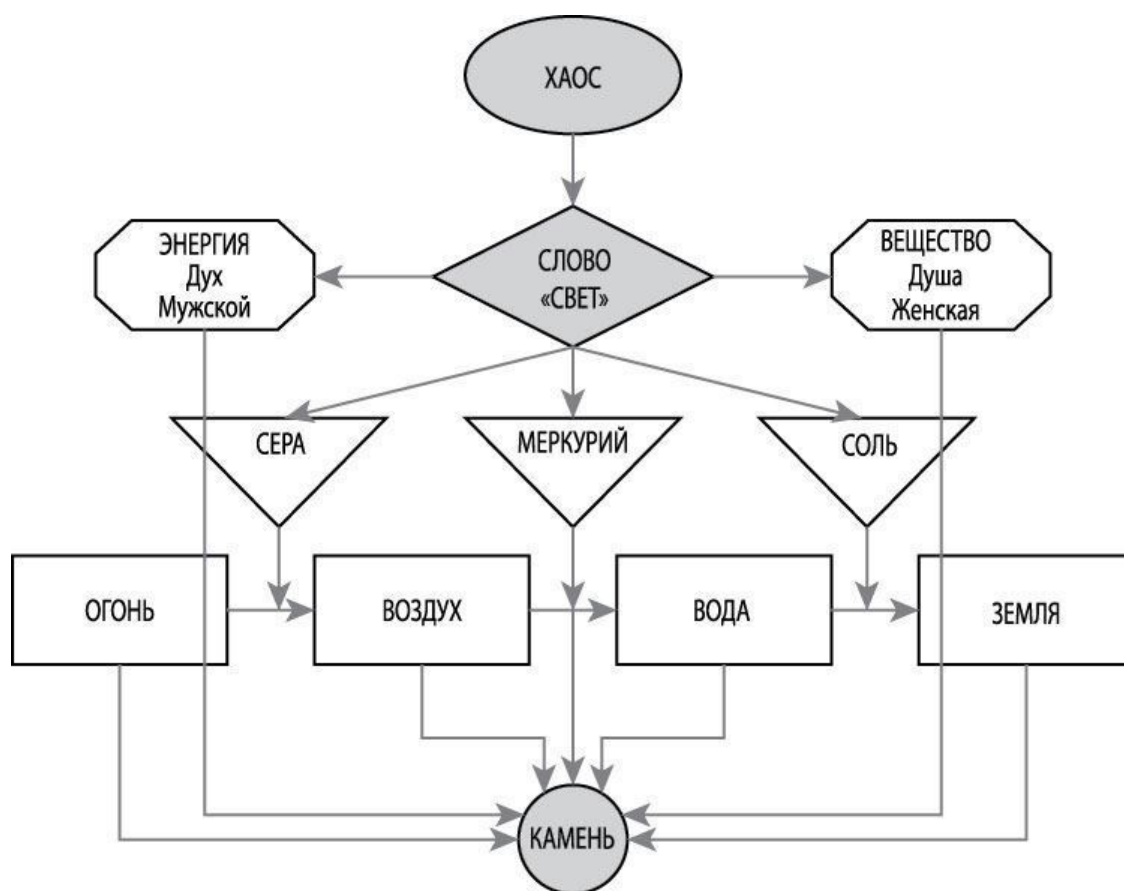 ХАОС
ЭНЕРГИЯ
Дух
Мужской
СЛОВО
«СВЕТ»
ВЕЩЕСТВО
Душа
Женская
СЕРА
МЕРКУРИЙ
СОЛЬ
ОГОНЬ
ВОЗДУХ
ВОДА
ЗЕМЛЯ
КАМЕНЬ